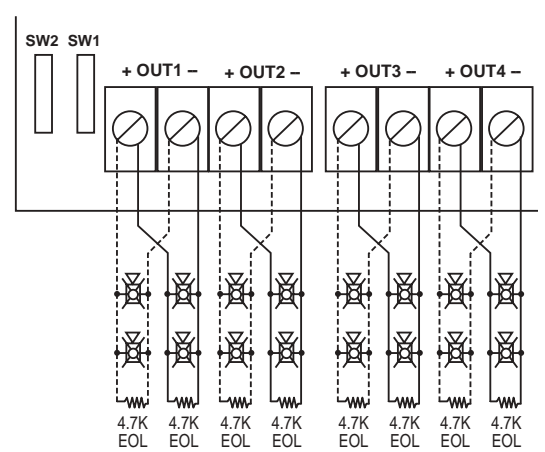 SW2 SW1
+ OUT1 – + OUT2 – + OUT3 – + OUT4 –
4.7K 4.7K 4.7K 4.7K 4.7K 4.7K 4.7K 4.7K
EOL EOL EOL EOL EOL EOL EOL EOL